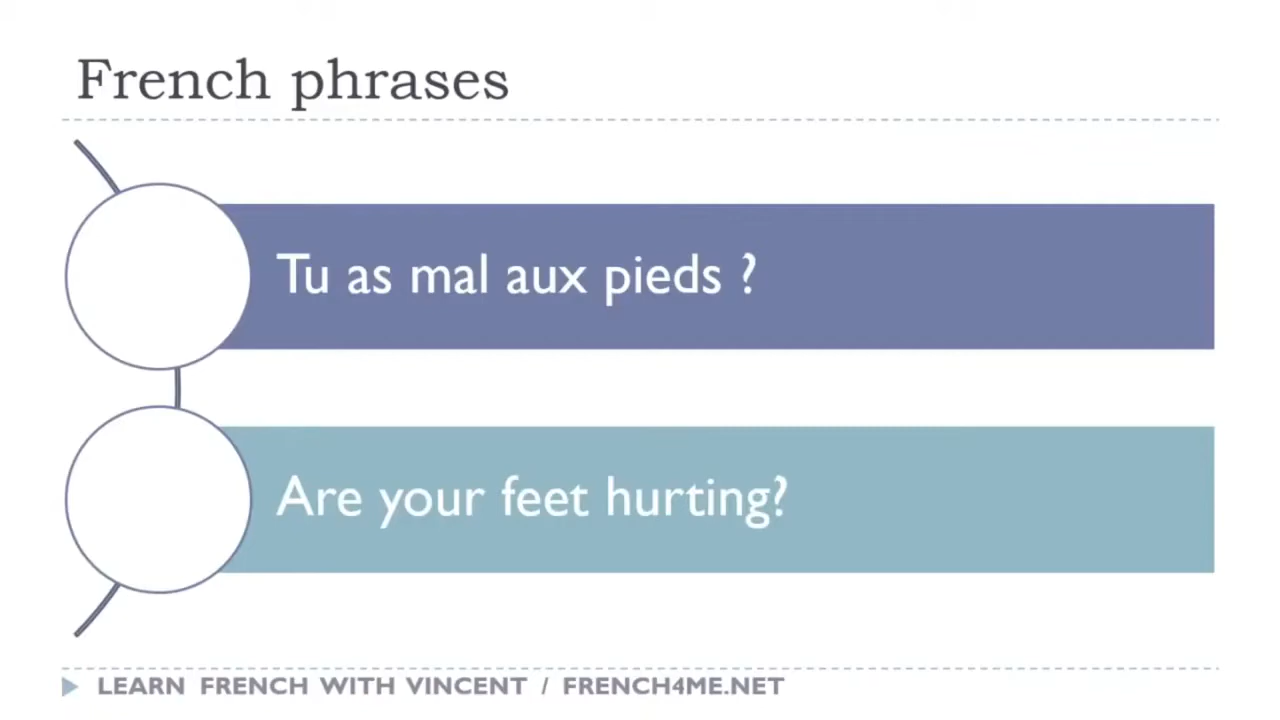 French phrases
Tu as mal aux pieds ?
Are your feet hurting?
LEARN FRENCH WITH VINCENT / FRENCH4ME.NET